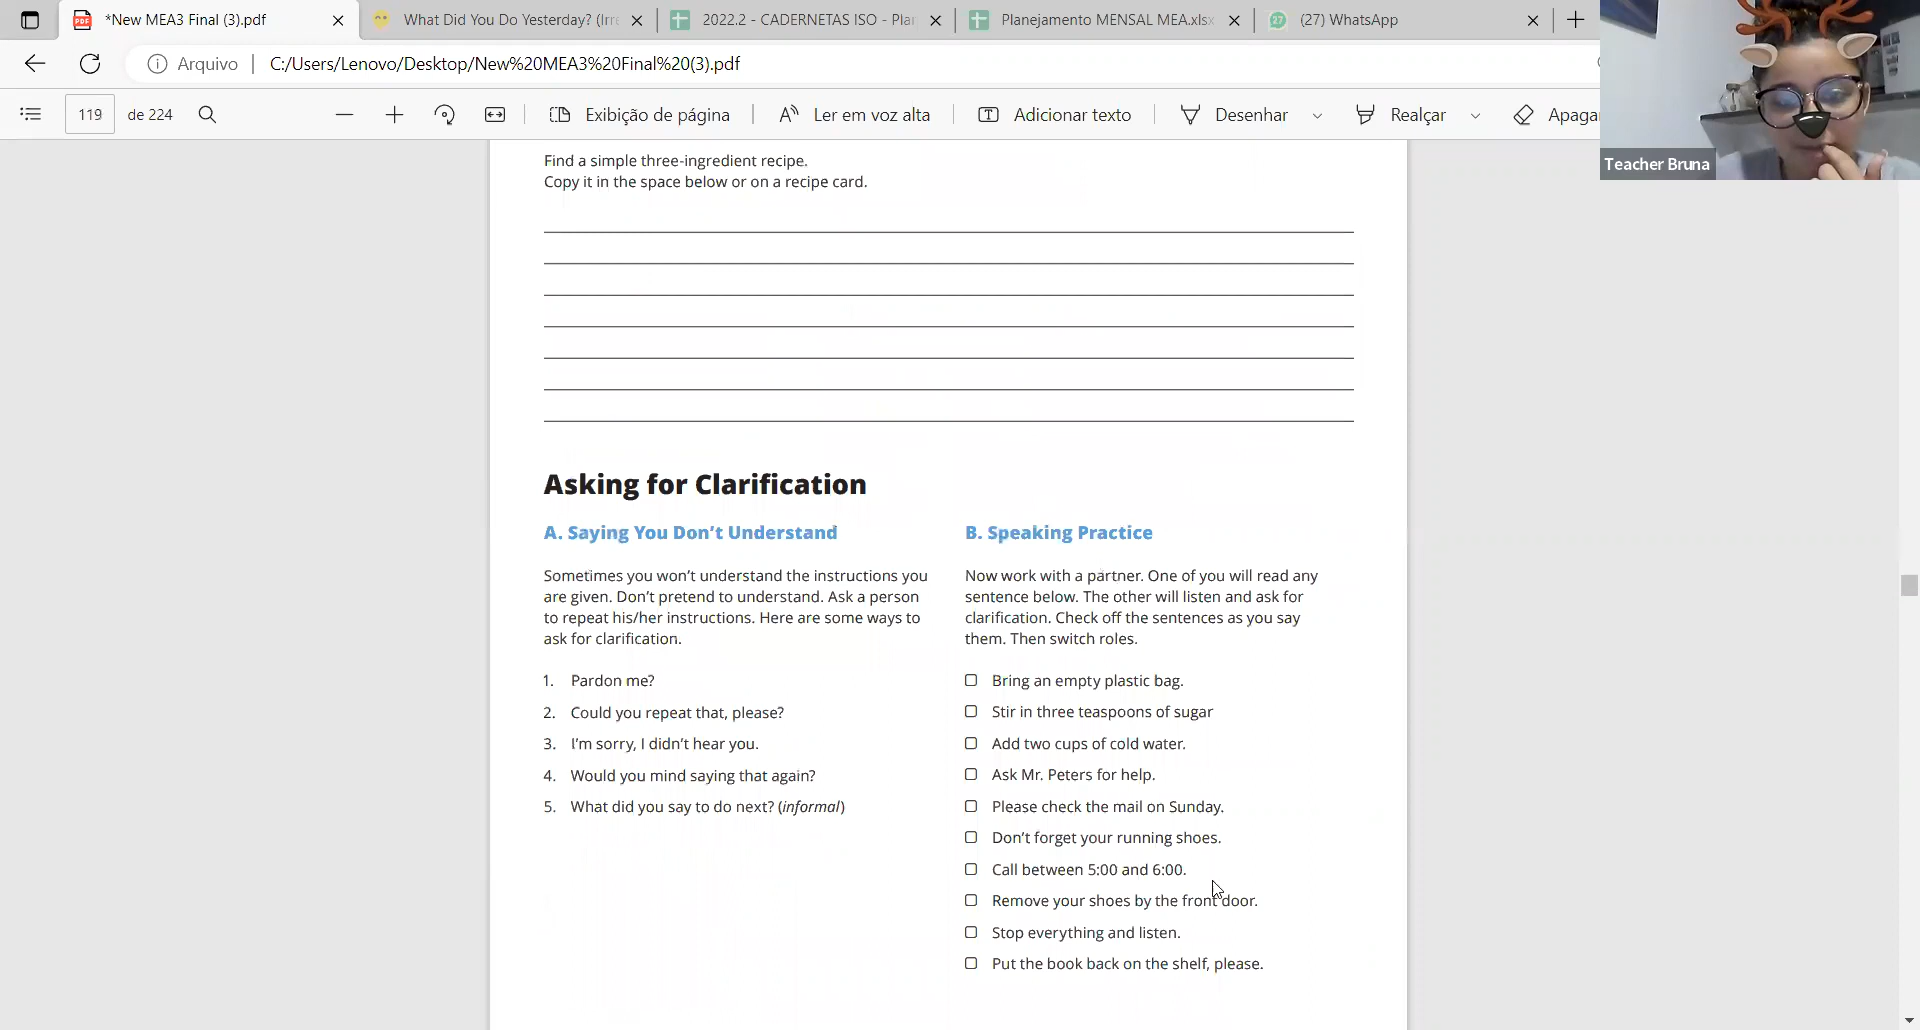 *New MEA3 Final (3).pdf
What Did You Do Yesterday? (Irre
2022.2 - CADERNETAS ISO - Plan
Planejamento MENSAL MEA.xlsx
(27) WhatsApp
Arquivo
C:/Users/Lenovo/Desktop/New%20MEA3%20Final%20(3).pdf
119 de 224
Exibição de página
Ler em voz alta
Adicionar texto
Desenhar
Realçar
Apagar
Teacher Bruna
Find a simple three-ingredient recipe.
Copy it in the space below or on a recipe card.
Asking for Clarification
A. Saying You Don’t Understand
Sometimes you won’t understand the instructions you
are given. Don’t pretend to understand. Ask a person
to repeat his/her instructions. Here are some ways to
ask for clarification.
1. Pardon me?
2. Could you repeat that, please?
3. I’m sorry, I didn’t hear you.
4. Would you mind saying that again?
5. What did you say to do next? (informal)
B. Speaking Practice
Now work with a partner. One of you will read any
sentence below. The other will listen and ask for
clarification. Check off the sentences as you say
them. Then switch roles.
Bring an empty plastic bag.
Stir in three teaspoons of sugar
Add two cups of cold water.
Ask Mr. Peters for help.
Please check the mail on Sunday.
Don’t forget your running shoes.
Call between 5:00 and 6:00.
Remove your shoes by the front door.
Stop everything and listen.
Put the book back on the shelf, please.